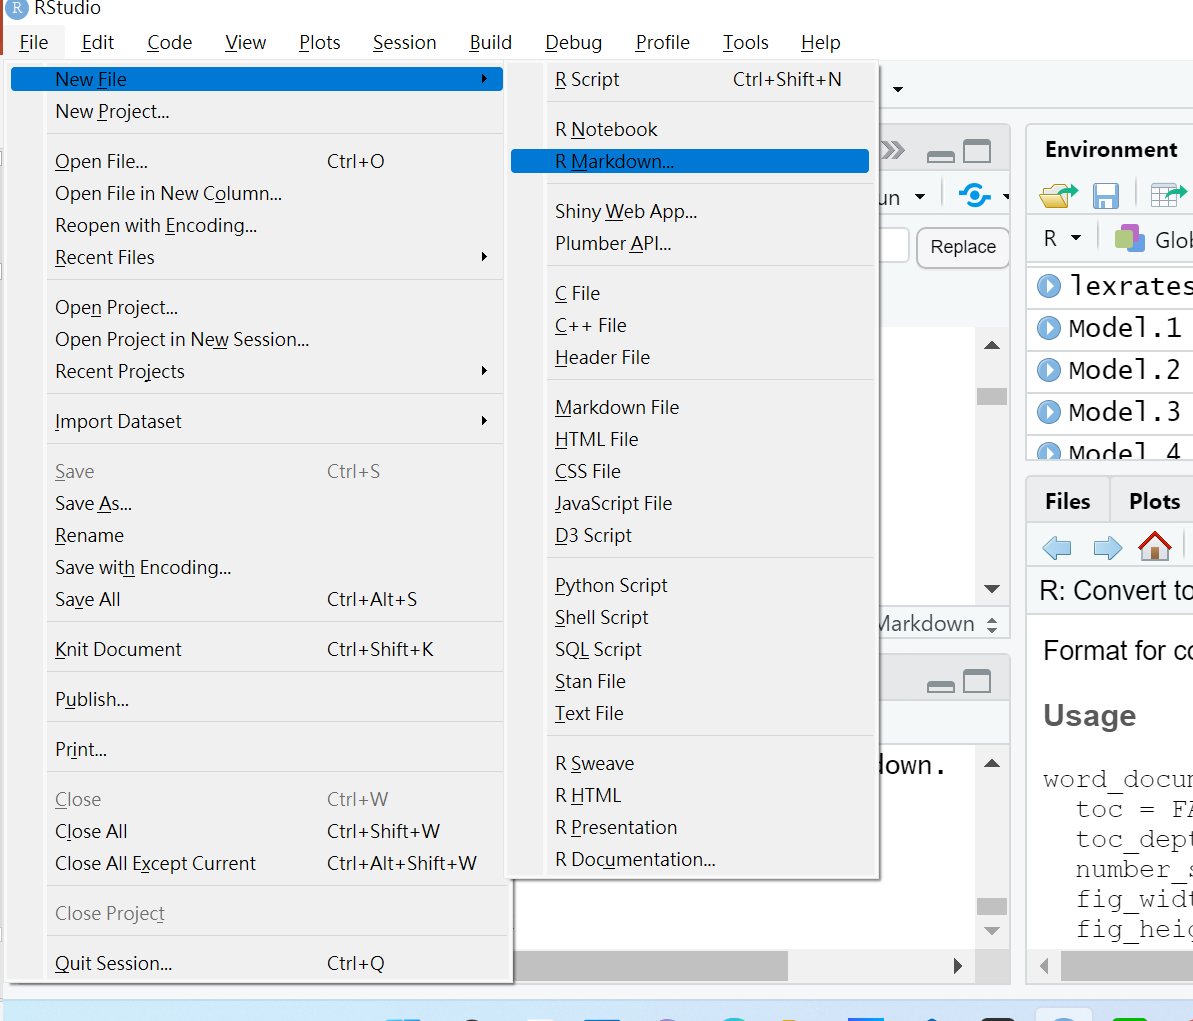 RStudio
File Edit Code View Plots Session Build Debug Profile Tools Help
New File
New Project...
Open File... Ctrl+O
Open File in New Column...
Reopen with Encoding...
Recent Files
Open Project...
Open Project in New Session...
Recent Projects
Import Dataset
Save Ctrl+S
Save As...
Rename
Save with Encoding...
Save All Ctrl+Alt+S
Knit Document Ctrl+Shift+K
Publish...
Print...
Close Ctrl+W
Close All Ctrl+Shift+W
Close All Except Current Ctrl+Alt+Shift+W
Close Project
Quit Session... Ctrl+Q
R Script Ctrl+Shift+N
R Notebook
R Markdown...
Shiny Web App...
Plumber API...
C File
C++ File
Header File
Markdown File
HTML File
CSS File
JavaScript File
D3 Script
Python Script
Shell Script
SQL Script
Stan File
Text File
R Sweave
R HTML
R Presentation
R Documentation...
un
Replace
Markdown
down.
Environment
R Glob
lexrates
Model.1
Model.2
Model.3
Model.4
Files Plots
R: Convert to
Format for co
Usage
word_docum
toc = FA
toc_dept
number_s
fig_widt
fig_heig